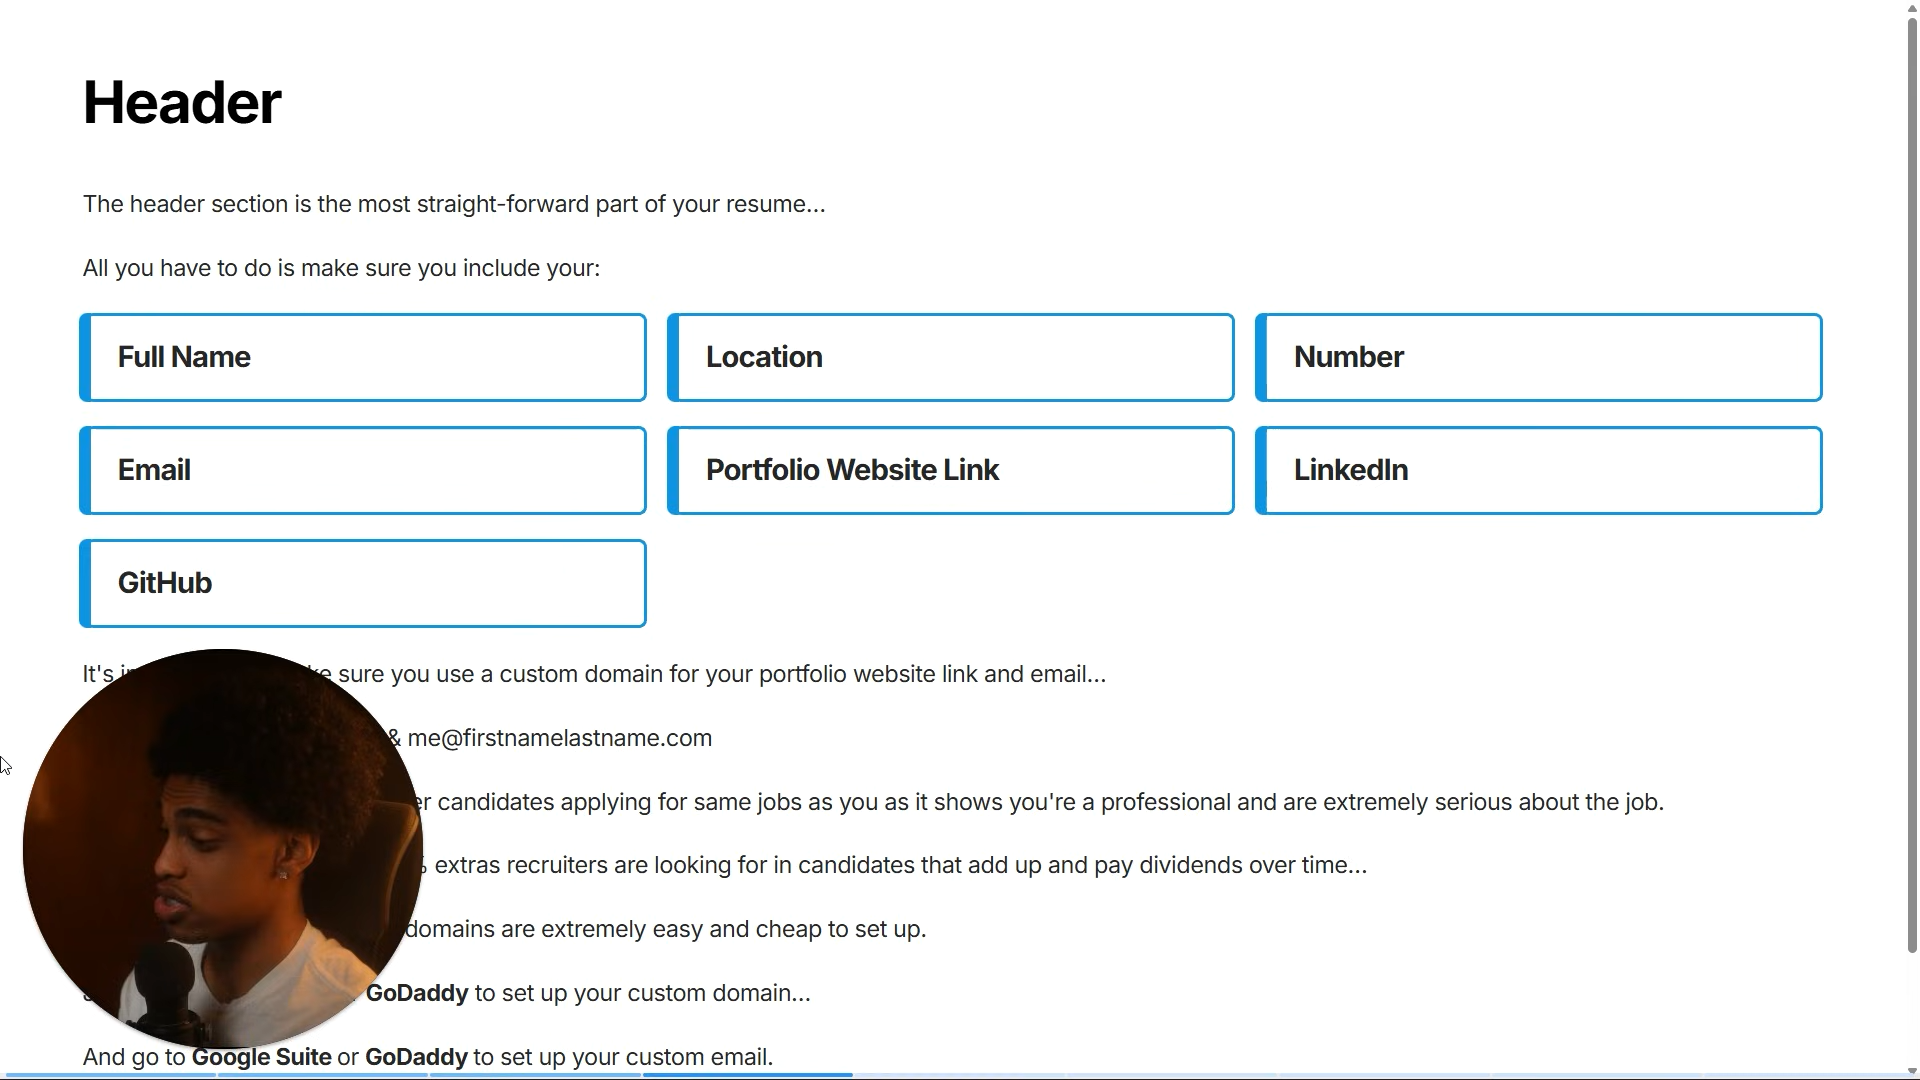 Header
The header section is the most straight-forward part of your resume...
All you have to do is make sure you include your:
Full Name
Location
Number
Email
Portfolio Website Link
LinkedIn
GitHub
It's sure you use a custom domain for your portfolio website link and email...
& me@firstnamelastname.com
candidates applying for same jobs as you as it shows you're a professional and are extremely serious about the job.
extras recruiters are looking for in candidates that add up and pay dividends over time...
domains are extremely easy and cheap to set up.
GoDaddy to set up your custom domain...
And go to Google Suite or GoDaddy to set up your custom email.